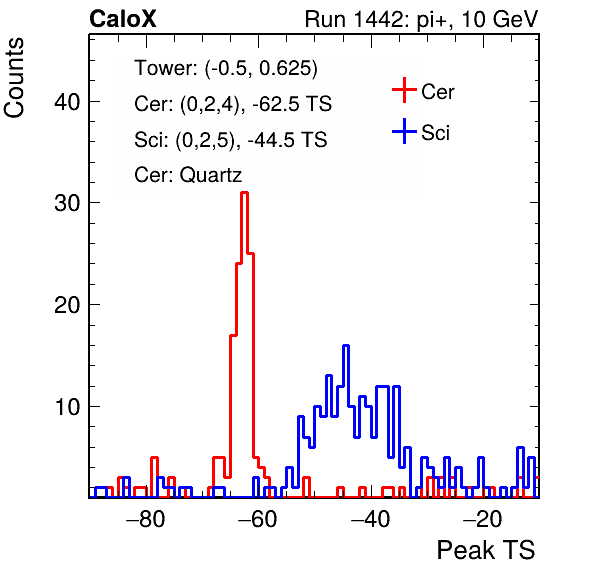 CaloX Run 1442: pi+, 10 GeV
Counts
Tower: (-0.5, 0.625)
Cer: (0,2,4), -62.5 TS
Sci: (0,2,5), -44.5 TS
Cer: Quartz
Cer
Sci
40
30
20
10
−80 −60 −40 −20
Peak TS